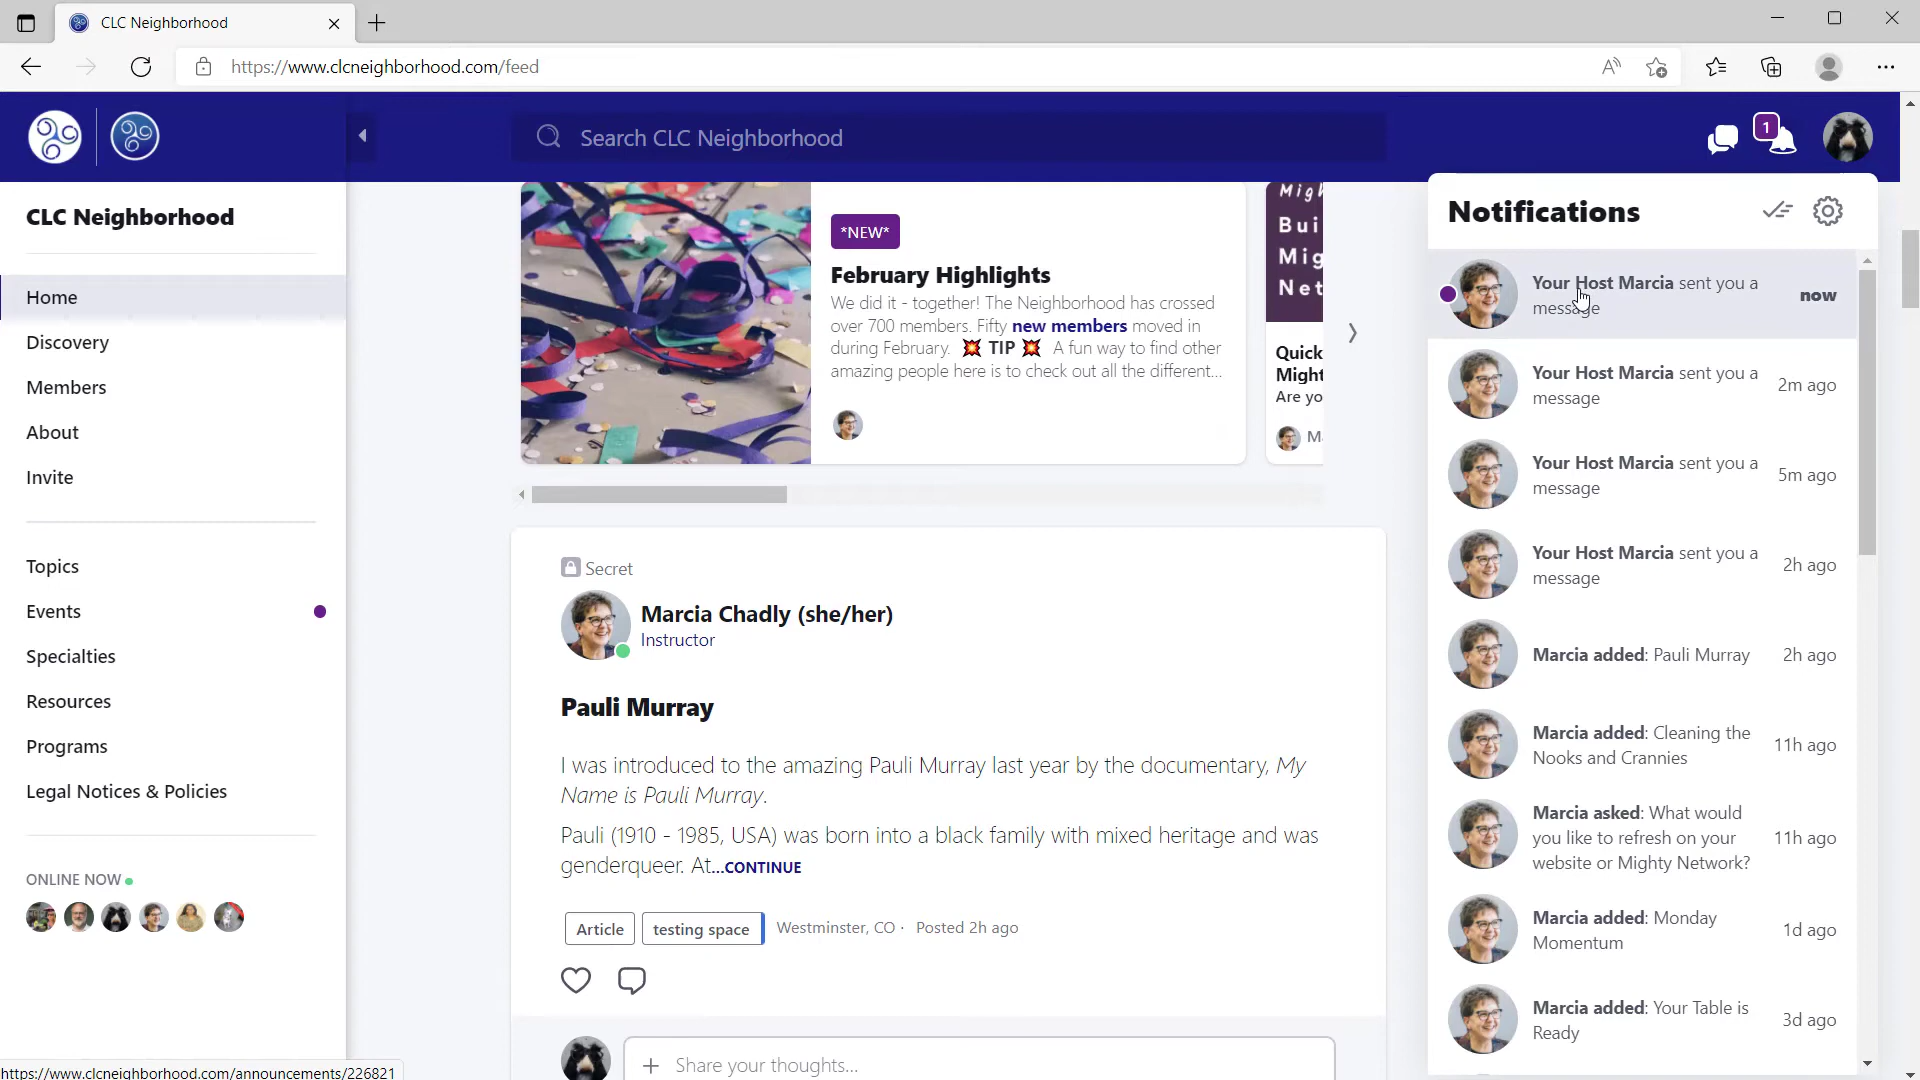 CLC Neighborhood
https://www.clcneighborhood.com/feed
Search CLC Neighborhood
1
CLC Neighborhood
Home
Discovery
Members
About
Invite
Topics
Events
Specialties
Resources
Programs
Legal Notices & Policies
ONLINE NOW
https://www.clcneighborhood.com/announcements/226821
*NEW*
February Highlights
We did it - together! The Neighborhood has crossed
over 700 members. Fifty new members moved in
during February. 💥 TIP 💥 A fun way to find other
amazing people here is to check out all the different...
Migh
Bui
Mig
Net
Quick
Might
Are yo
M
Secret
Marcia Chadly (she/her)
Instructor
Pauli Murray
I was introduced to the amazing Pauli Murray last year by the documentary, My
Name is Pauli Murray.
Pauli (1910 - 1985, USA) was born into a black family with mixed heritage and was
genderqueer. At...CONTINUE
Article testing space Westminster, CO · Posted 2h ago
Share your thoughts...
Notifications
Your Host Marcia sent you a
message
now
Your Host Marcia sent you a
message
2m ago
Your Host Marcia sent you a
message
5m ago
Your Host Marcia sent you a
message
2h ago
Marcia added: Pauli Murray
2h ago
Marcia added: Cleaning the
Nooks and Crannies
11h ago
Marcia asked: What would
you like to refresh on your
website or Mighty Network?
11h ago
Marcia added: Monday
Momentum
1d ago
Marcia added: Your Table is
Ready
3d ago